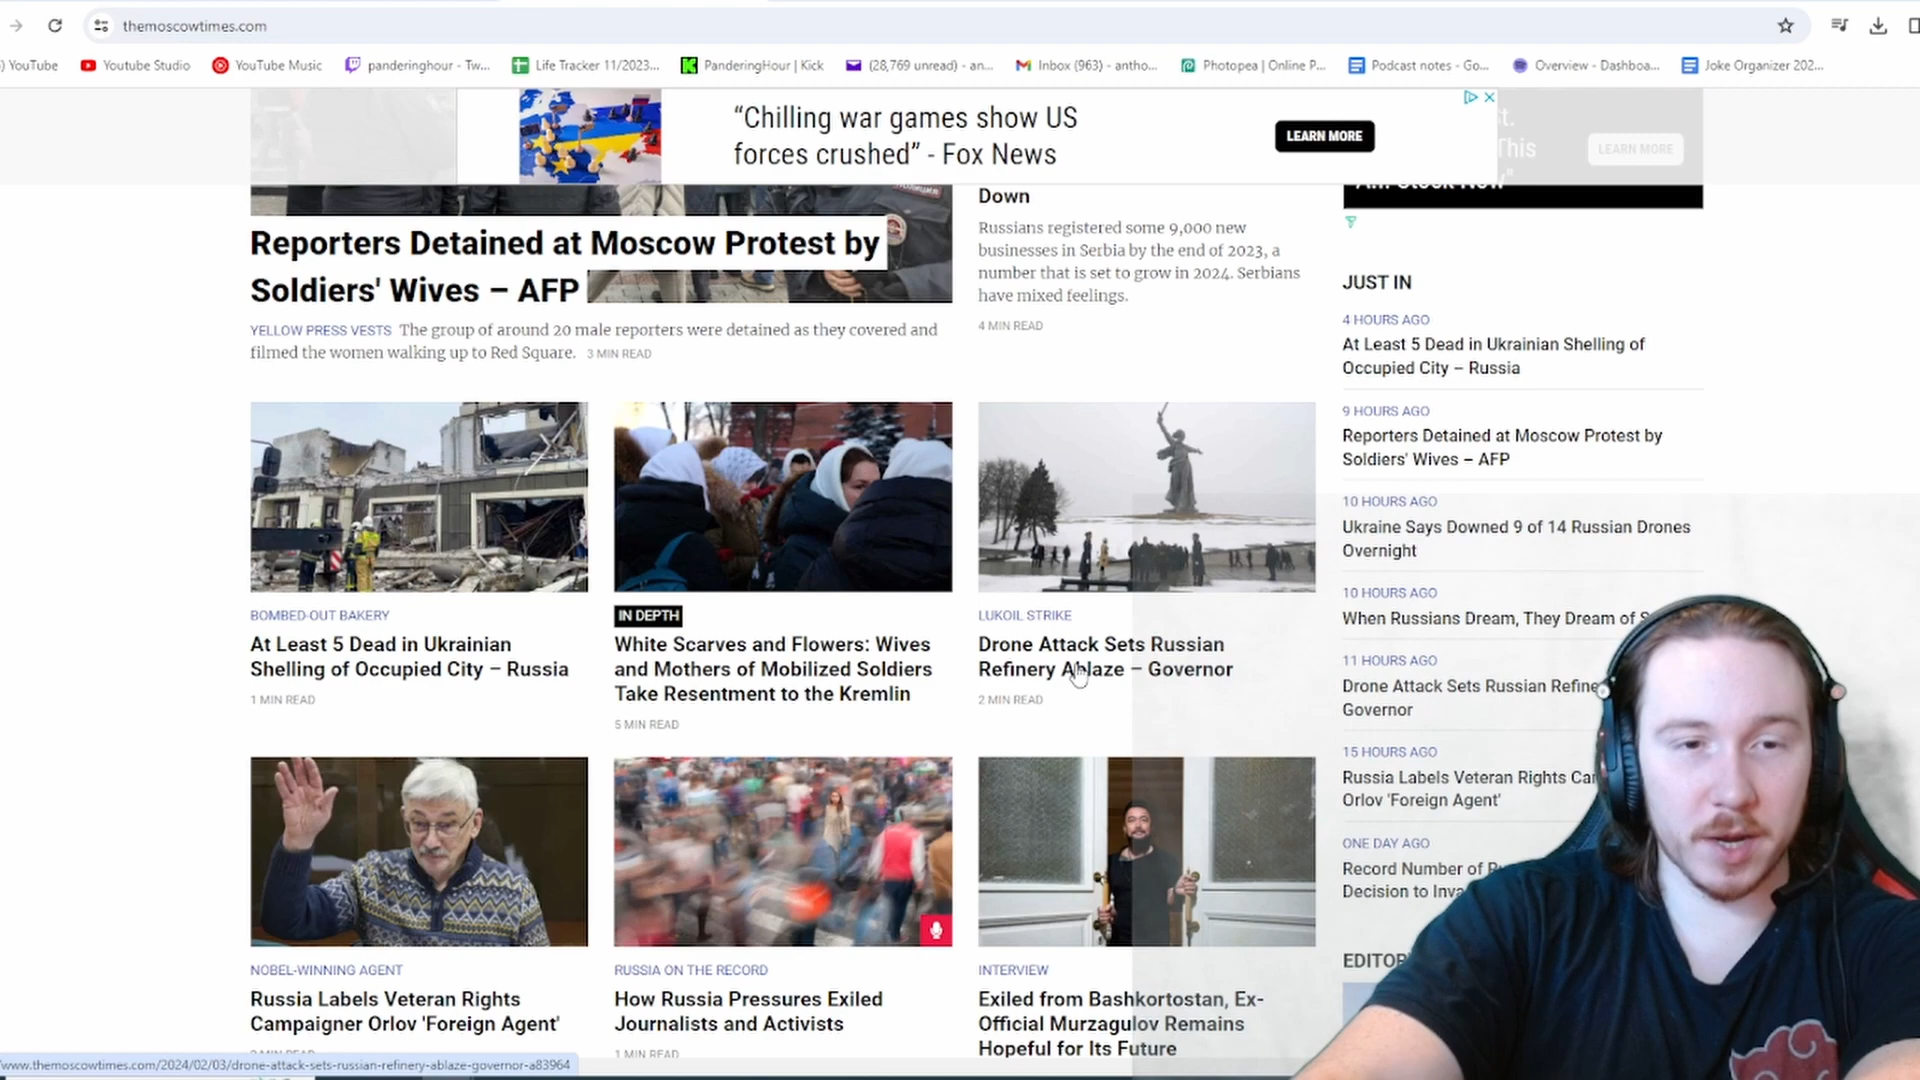 themoscowtimes.com
) YouTube
Youtube Studio
YouTube Music
panderinghour - Tw...
Life Tracker 11/2023...
PanderingHour | Kick
(28,769 unread) - an...
Inbox (963) - antho...
Photopea | Online P...
Podcast notes - Go...
Overview - Dashboa...
Joke Organizer 202...
“Chilling war games show US
forces crushed” - Fox News
LEARN MORE
st.
This
LEARN MORE
Reporters Detained at Moscow Protest by
Soldiers' Wives – AFP
YELLOW PRESS VESTS The group of around 20 male reporters were detained as they covered and
filmed the women walking up to Red Square. 3 MIN READ
Down
Russians registered some 9,000 new
businesses in Serbia by the end of 2023, a
number that is set to grow in 2024. Serbians
have mixed feelings.
4 MIN READ
BOMBED-OUT BAKERY
At Least 5 Dead in Ukrainian
Shelling of Occupied City – Russia
1 MIN READ
IN DEPTH
White Scarves and Flowers: Wives
and Mothers of Mobilized Soldiers
Take Resentment to the Kremlin
5 MIN READ
LUKOIL STRIKE
Drone Attack Sets Russian
Refinery Ablaze – Governor
2 MIN READ
NOBEL-WINNING AGENT
Russia Labels Veteran Rights
Campaigner Orlov 'Foreign Agent'
RUSSIA ON THE RECORD
How Russia Pressures Exiled
Journalists and Activists
1 MIN READ
INTERVIEW
Exiled from Bashkortostan, Ex-
Official Murzagulov Remains
Hopeful for Its Future
JUST IN
4 HOURS AGO
At Least 5 Dead in Ukrainian Shelling of
Occupied City – Russia
9 HOURS AGO
Reporters Detained at Moscow Protest by
Soldiers' Wives – AFP
10 HOURS AGO
Ukraine Says Downed 9 of 14 Russian Drones
Overnight
10 HOURS AGO
When Russians Dream, They Dream of S
11 HOURS AGO
Drone Attack Sets Russian Refine
Governor
15 HOURS AGO
Russia Labels Veteran Rights Ca
Orlov 'Foreign Agent'
ONE DAY AGO
Record Number of R
Decision to Inva
EDITOR
www.themoscowtimes.com/2024/02/03/drone-attack-sets-russian-refinery-ablaze-governor-a83964